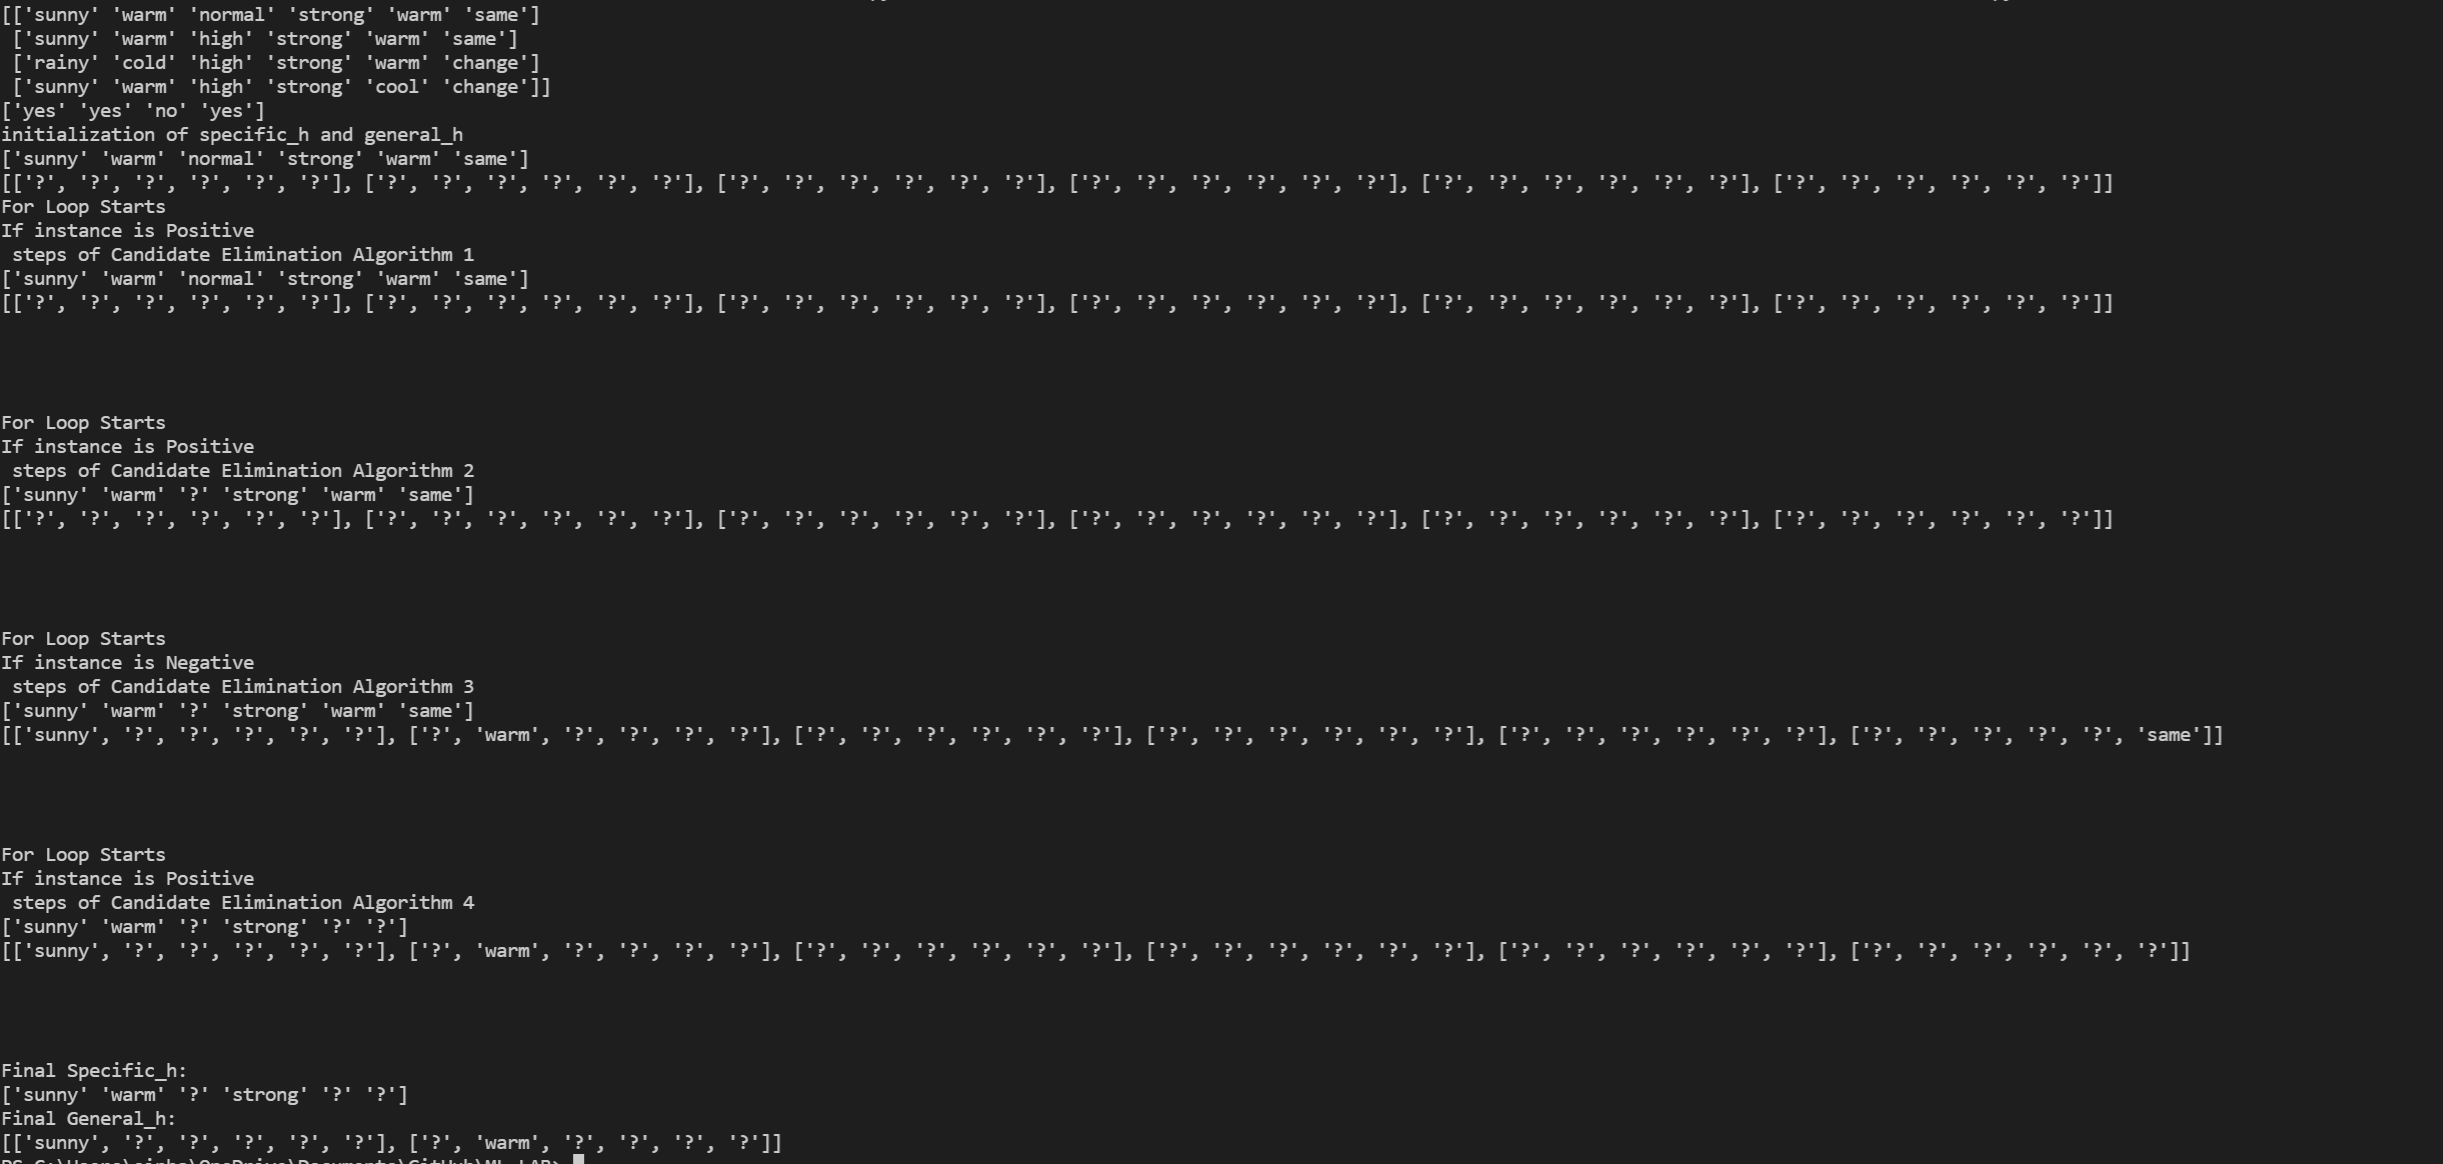 [['sunny' 'warm' 'normal' 'strong' 'warm' 'same']
 ['sunny' 'warm' 'high' 'strong' 'warm' 'same']
 ['rainy' 'cold' 'high' 'strong' 'warm' 'change']
 ['sunny' 'warm' 'high' 'strong' 'cool' 'change']]
['yes' 'yes' 'no' 'yes']
initialization of specific_h and general_h
['sunny' 'warm' 'normal' 'strong' 'warm' 'same']
[['?', '?', '?', '?', '?', '?'], ['?', '?', '?', '?', '?', '?'], ['?', '?', '?', '?', '?', '?'], ['?', '?', '?', '?', '?', '?'], ['?', '?', '?', '?', '?', '?'], ['?', '?', '?', '?', '?', '?']]
For Loop Starts
If instance is Positive
 steps of Candidate Elimination Algorithm 1
['sunny' 'warm' 'normal' 'strong' 'warm' 'same']
[['?', '?', '?', '?', '?', '?'], ['?', '?', '?', '?', '?', '?'], ['?', '?', '?', '?', '?', '?'], ['?', '?', '?', '?', '?', '?'], ['?', '?', '?', '?', '?', '?'], ['?', '?', '?', '?', '?', '?']]
For Loop Starts
If instance is Positive
 steps of Candidate Elimination Algorithm 2
['sunny' 'warm' '?' 'strong' 'warm' 'same']
[['?', '?', '?', '?', '?', '?'], ['?', '?', '?', '?', '?', '?'], ['?', '?', '?', '?', '?', '?'], ['?', '?', '?', '?', '?', '?'], ['?', '?', '?', '?', '?', '?'], ['?', '?', '?', '?', '?', '?']]
For Loop Starts
If instance is Negative
 steps of Candidate Elimination Algorithm 3
['sunny' 'warm' '?' 'strong' 'warm' 'same']
[['sunny', '?', '?', '?', '?', '?'], ['?', 'warm', '?', '?', '?', '?'], ['?', '?', '?', '?', '?', '?'], ['?', '?', '?', '?', '?', '?'], ['?', '?', '?', '?', '?', '?'], ['?', '?', '?', '?', '?', 'same']]
For Loop Starts
If instance is Positive
 steps of Candidate Elimination Algorithm 4
['sunny' 'warm' '?' 'strong' '?' '?']
[['sunny', '?', '?', '?', '?', '?'], ['?', 'warm', '?', '?', '?', '?'], ['?', '?', '?', '?', '?', '?'], ['?', '?', '?', '?', '?', '?'], ['?', '?', '?', '?', '?', '?'], ['?', '?', '?', '?', '?', '?']]
Final Specific_h:
['sunny' 'warm' '?' 'strong' '?' '?']
Final General_h:
[['sunny', '?', '?', '?', '?', '?'], ['?', 'warm', '?', '?', '?', '?']]